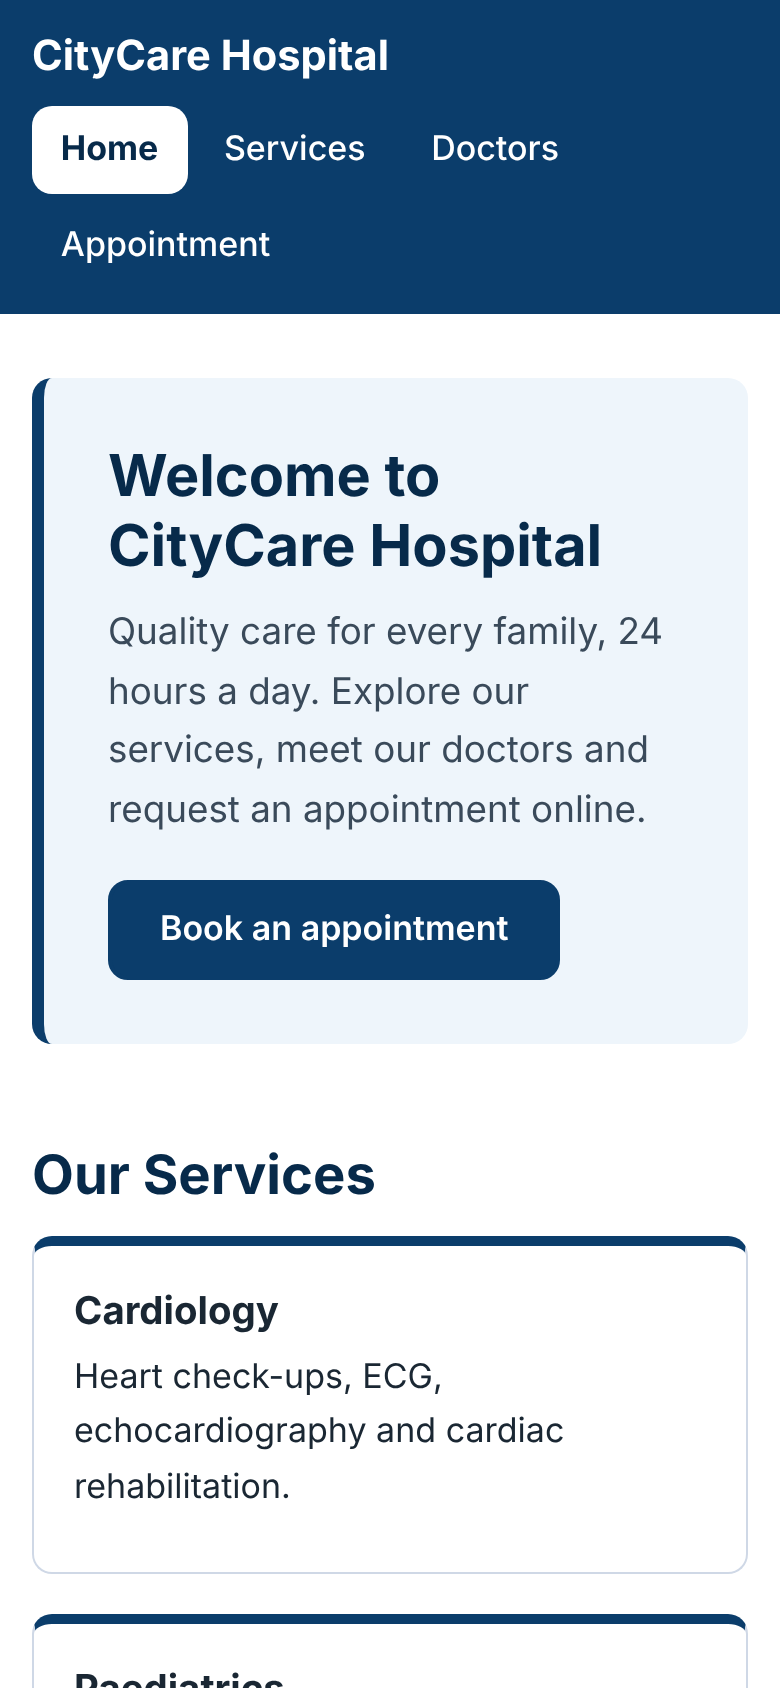 CityCare Hospital
Home Services Doctors
Appointment
Welcome to
CityCare Hospital
Quality care for every family, 24
hours a day. Explore our
services, meet our doctors and
request an appointment online.
Book an appointment
Our Services
Cardiology
Heart check-ups, ECG,
echocardiography and cardiac
rehabilitation.
Paediatrics